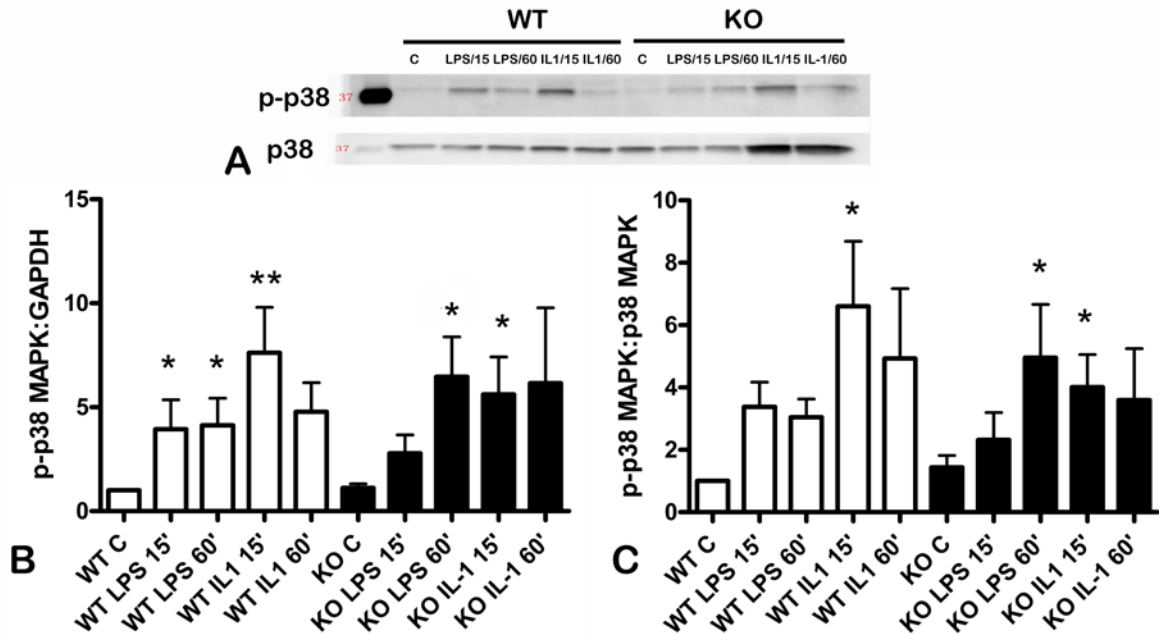 WT KO
C LPS/15 LPS/60 IL1/15 IL1/60 C LPS/15 LPS/60 IL1/15 IL-1/60
p-p38 37
p38 37
A
p-p38 MAPK:GAPDH
15
10
5
0
* * ** * *
WT C
WT LPS 15'
WT LPS 60'
WT IL1 15'
WT IL1 60'
KO C
KO LPS 15'
KO LPS 60'
KO IL-1 15'
KO IL-1 60'
B
p-p38 MAPK:p38 MAPK
10
8
6
4
2
0
* * *
WT C
WT LPS 15'
WT LPS 60'
WT IL1 15'
WT IL1 60'
KO C
KO LPS 15'
KO LPS 60'
KO IL1 15'
KO IL-1 60'
C